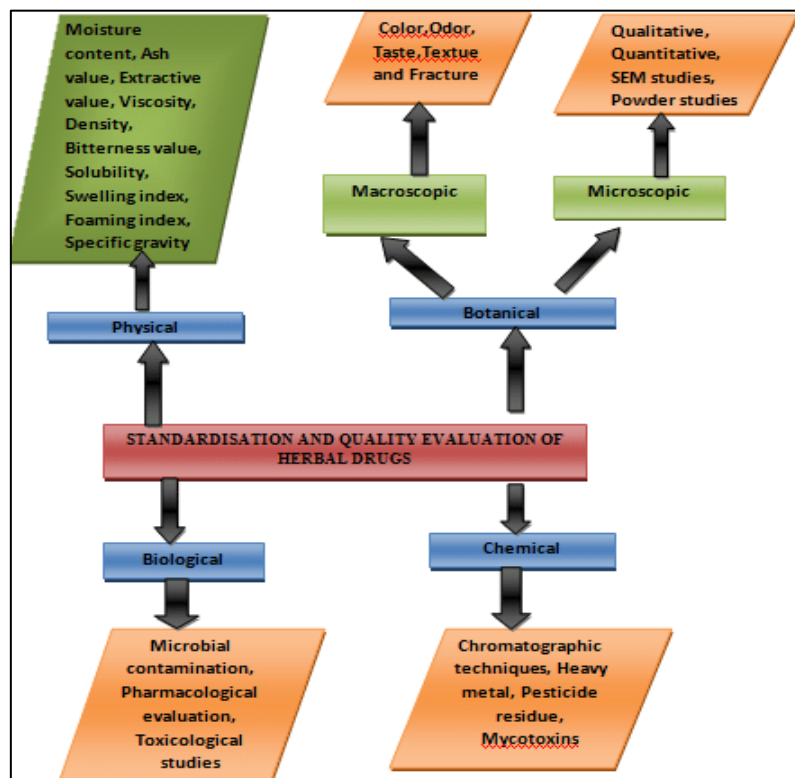 Moisture
content, Ash
value, Extractive
value, Viscosity,
Density,
Bitterness value,
Solubility,
Swelling index,
Foaming index,
Specific gravity
Color,Odor,
Taste,Textue
and Fracture
Qualitative,
Quantitative,
SEM studies,
Powder studies
Macroscopic
Microscopic
Physical
Botanical
STANDARDISATION AND QUALITY EVALUATION OF
HERBAL DRUGS
Biological
Chemical
Microbial
contamination,
Pharmacological
evaluation,
Toxicological
studies
Chromatographic
techniques, Heavy
metal, Pesticide
residue,
Mycotoxins